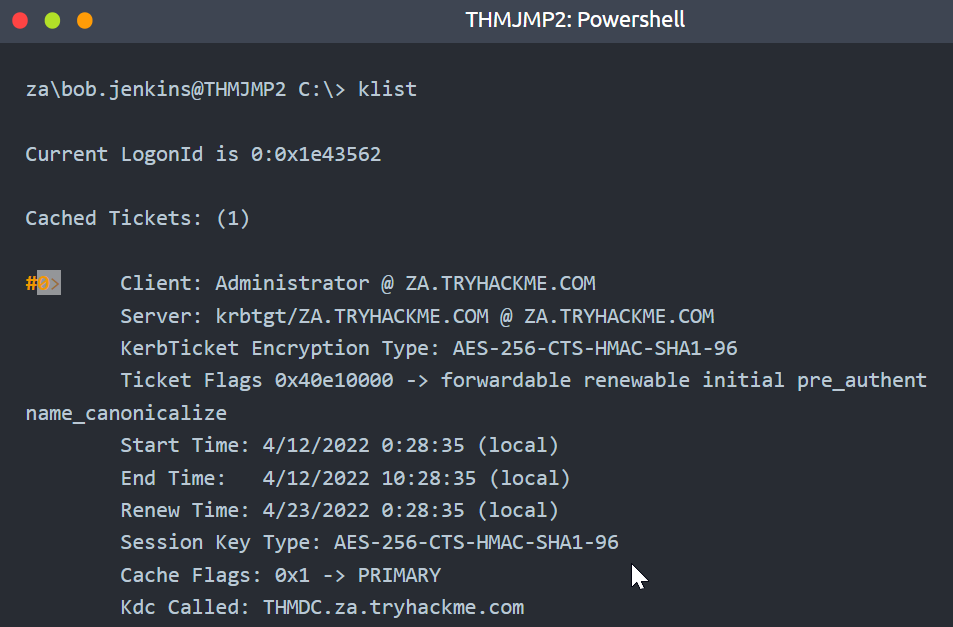 THMJMP2: Powershell
za\bob.jenkins@THMJMP2 C:\> klist
Current LogonId is 0:0x1e43562
Cached Tickets: (1)
#0>     Client: Administrator @ ZA.TRYHACKME.COM
        Server: krbtgt/ZA.TRYHACKME.COM @ ZA.TRYHACKME.COM
        KerbTicket Encryption Type: AES-256-CTS-HMAC-SHA1-96
        Ticket Flags 0x40e10000 -> forwardable renewable initial pre_authent
name_canonicalize
        Start Time: 4/12/2022 0:28:35 (local)
        End Time:   4/12/2022 10:28:35 (local)
        Renew Time: 4/23/2022 0:28:35 (local)
        Session Key Type: AES-256-CTS-HMAC-SHA1-96
        Cache Flags: 0x1 -> PRIMARY
        Kdc Called: THMDC.za.tryhackme.com